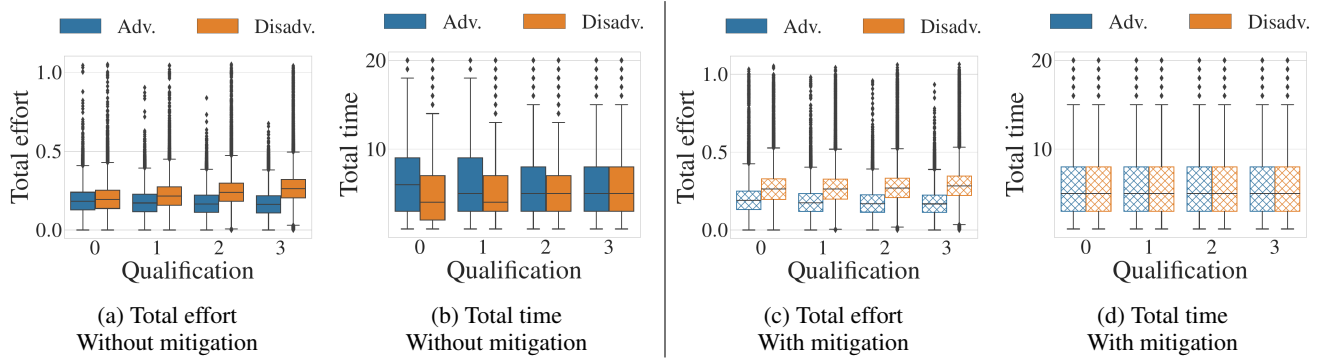 Adv. Disadv.
Total effort
1.0
0.5
0.0
0 1 2 3
Qualification
(a) Total effort
Without mitigation
Adv. Disadv.
Total time
20
10
0 1 2 3
Qualification
(b) Total time
Without mitigation
Adv. Disadv.
Total effort
1.0
0.5
0.0
0 1 2 3
Qualification
(c) Total effort
With mitigation
Adv. Disadv.
Total time
20
10
0 1 2 3
Qualification
(d) Total time
With mitigation